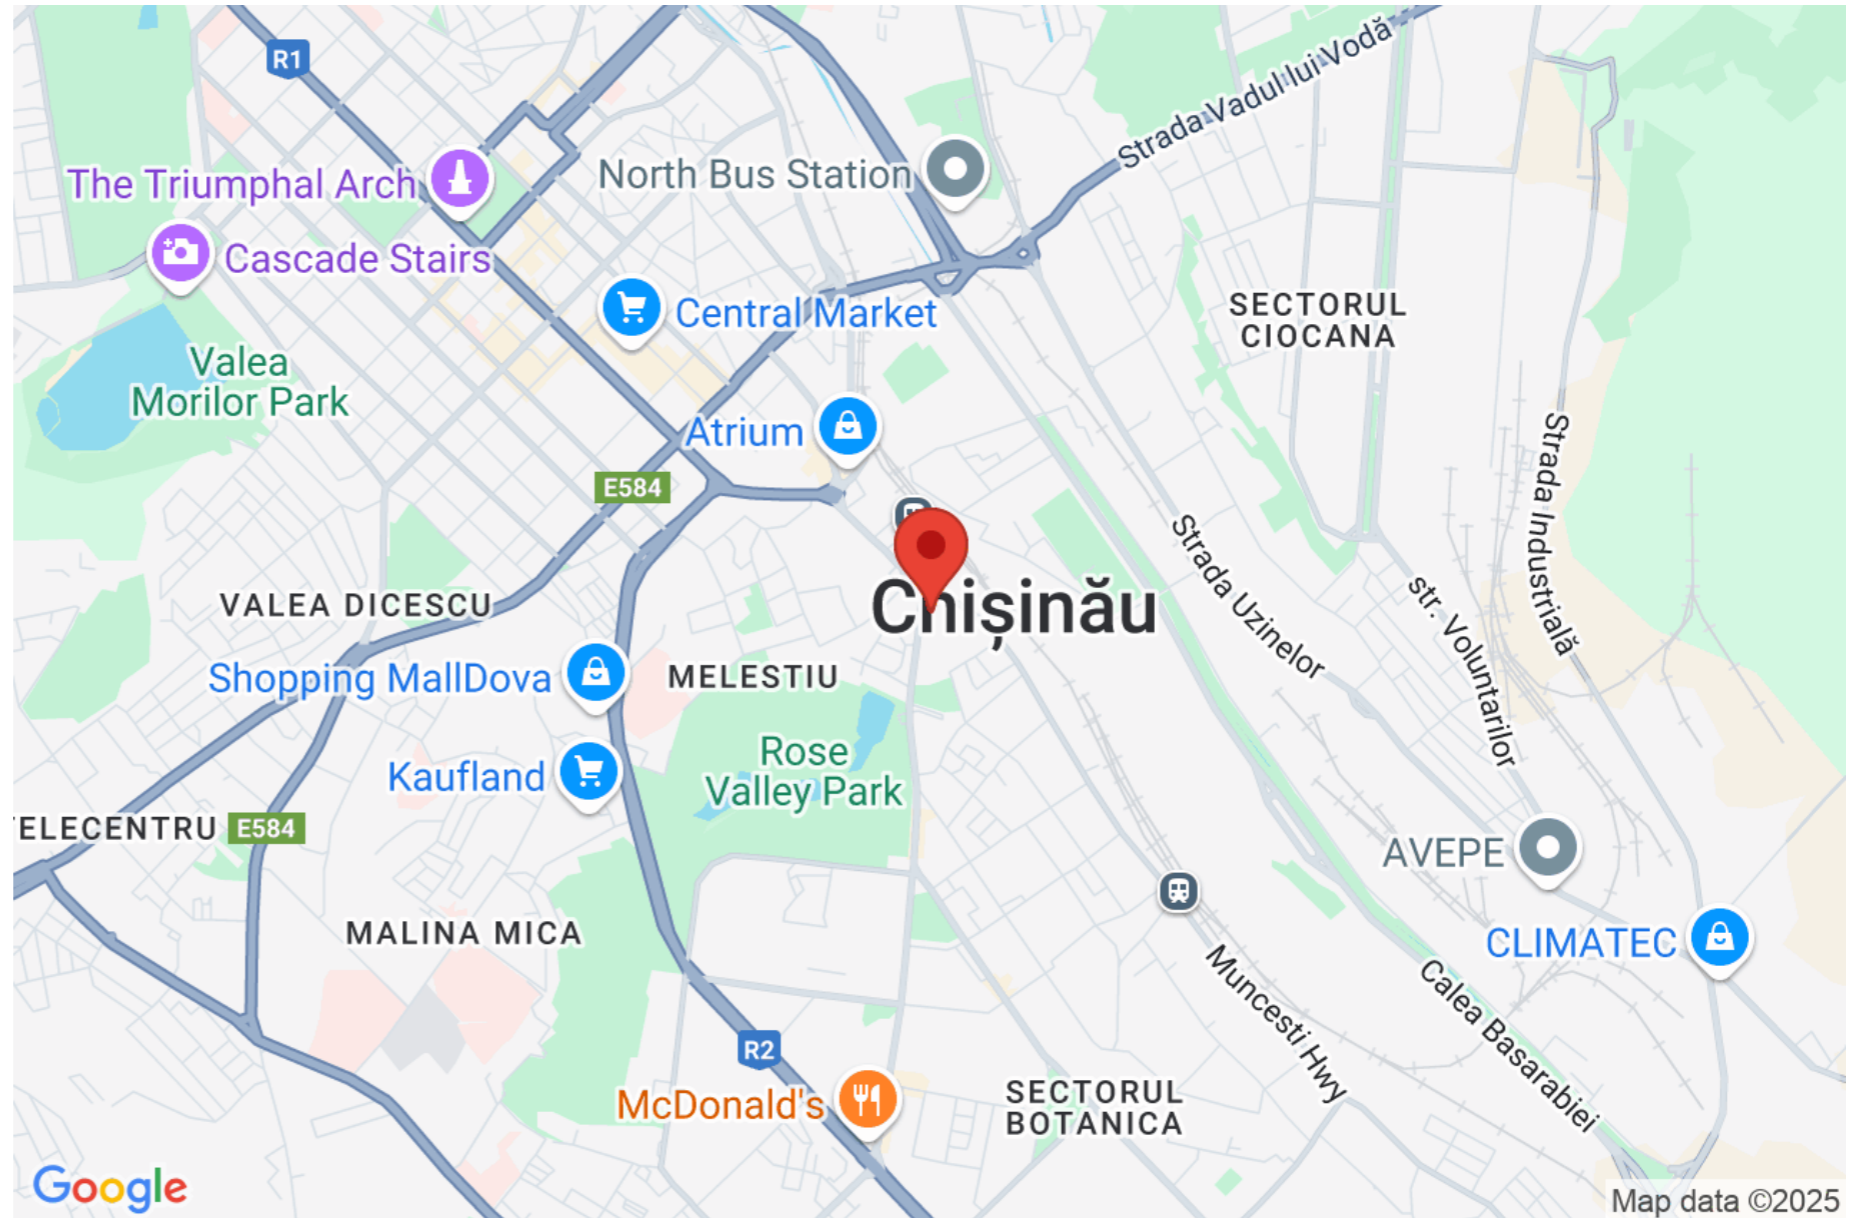 R1
Strada Vadul lui Vodă
The Triumphal Arch
North Bus Station
Cascade Stairs
Central Market
SECTORUL
CIOCANA
Valea
Morilor Park
Atrium
E584
Strada Industrială
Chișinău
Strada Uzinelor
str. Voluntarilor
VALEA DICESCU
Shopping MallDova
MELESTIU
Rose
Valley Park
Kaufland
ELECENTRU
E584
AVEPE
MALINA MICA
CLIMATEC
Muncesti Hwy
Calea Basarabiei
R2
McDonald's
SECTORUL
BOTANICA
Google
Map data ©2025